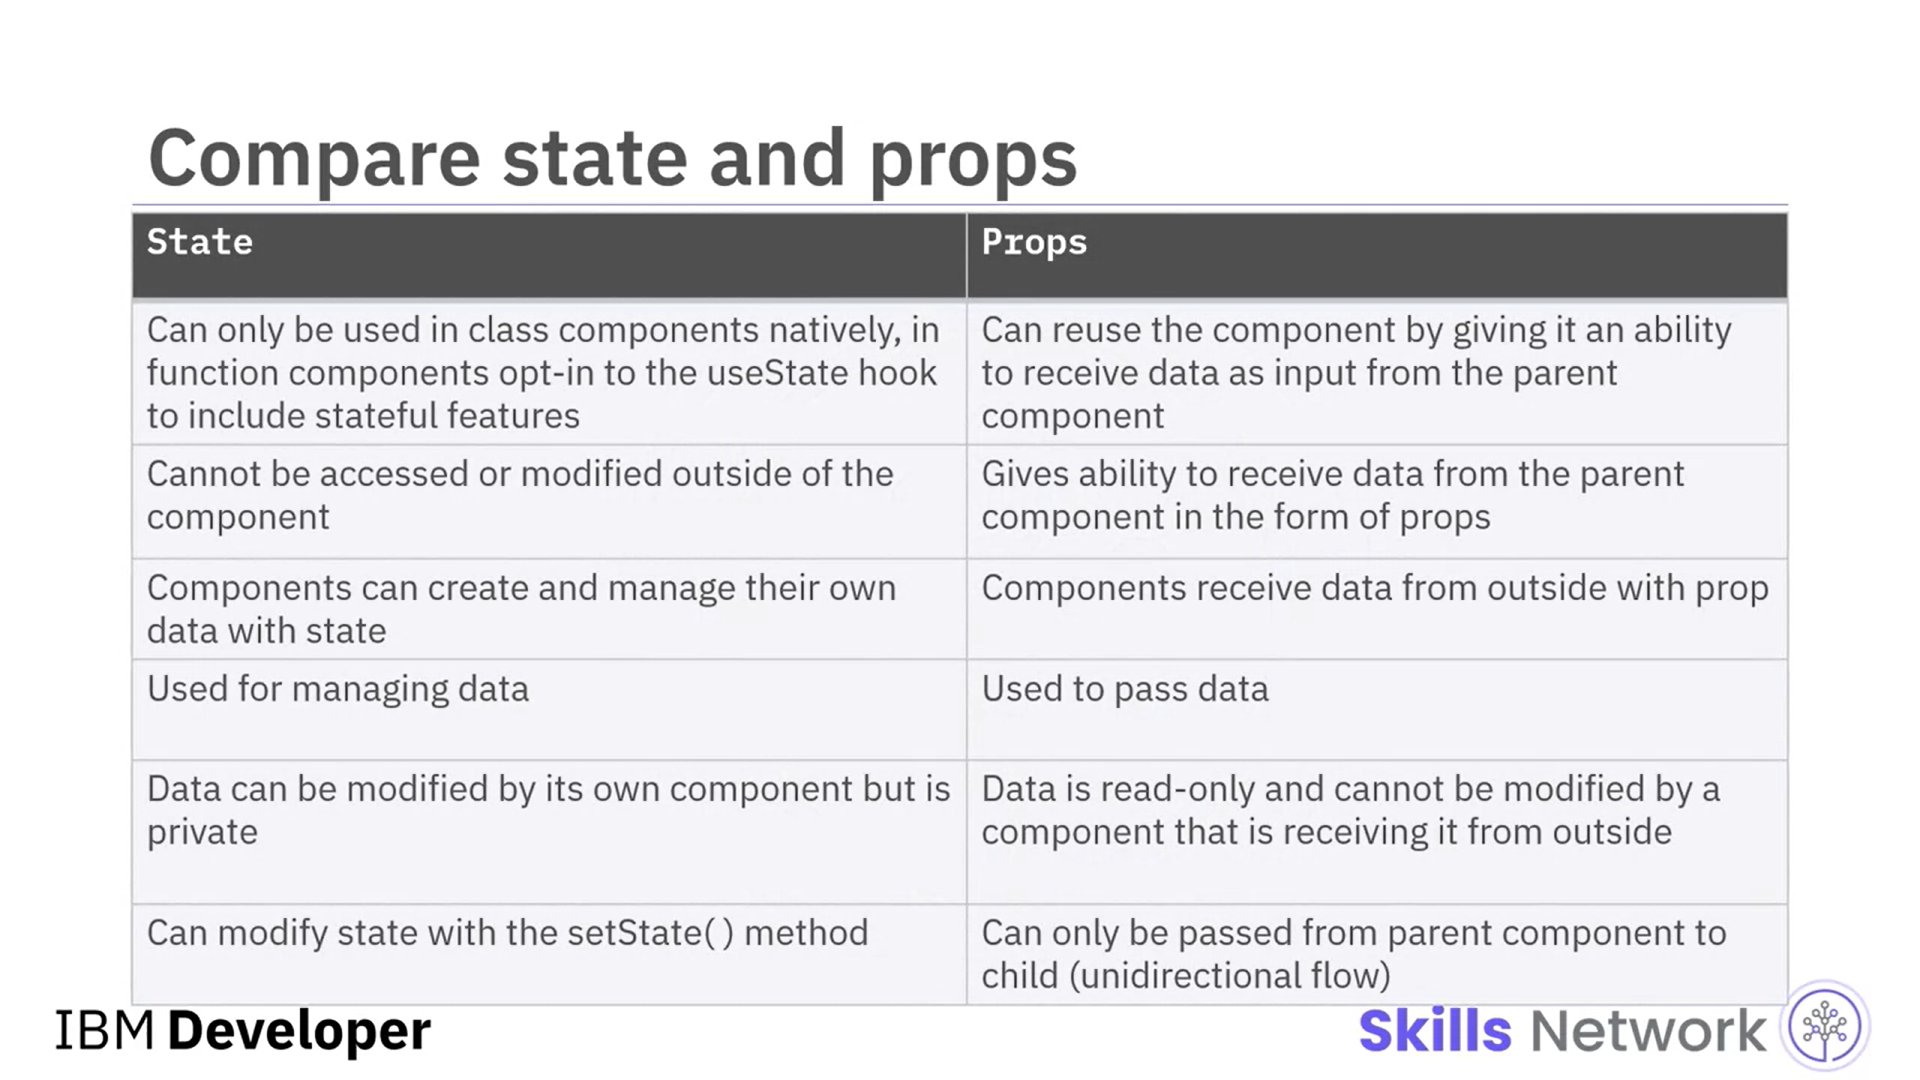 Compare state and props
State
Props
Can only be used in class components natively, in
function components opt-in to the useState hook
to include stateful features
Can reuse the component by giving it an ability
to receive data as input from the parent
component
Cannot be accessed or modified outside of the
component
Gives ability to receive data from the parent
component in the form of props
Components can create and manage their own
data with state
Components receive data from outside with prop
Used for managing data
Used to pass data
Data can be modified by its own component but is
private
Data is read-only and cannot be modified by a
component that is receiving it from outside
Can modify state with the setState() method
Can only be passed from parent component to
child (unidirectional flow)
IBM Developer
Skills Network